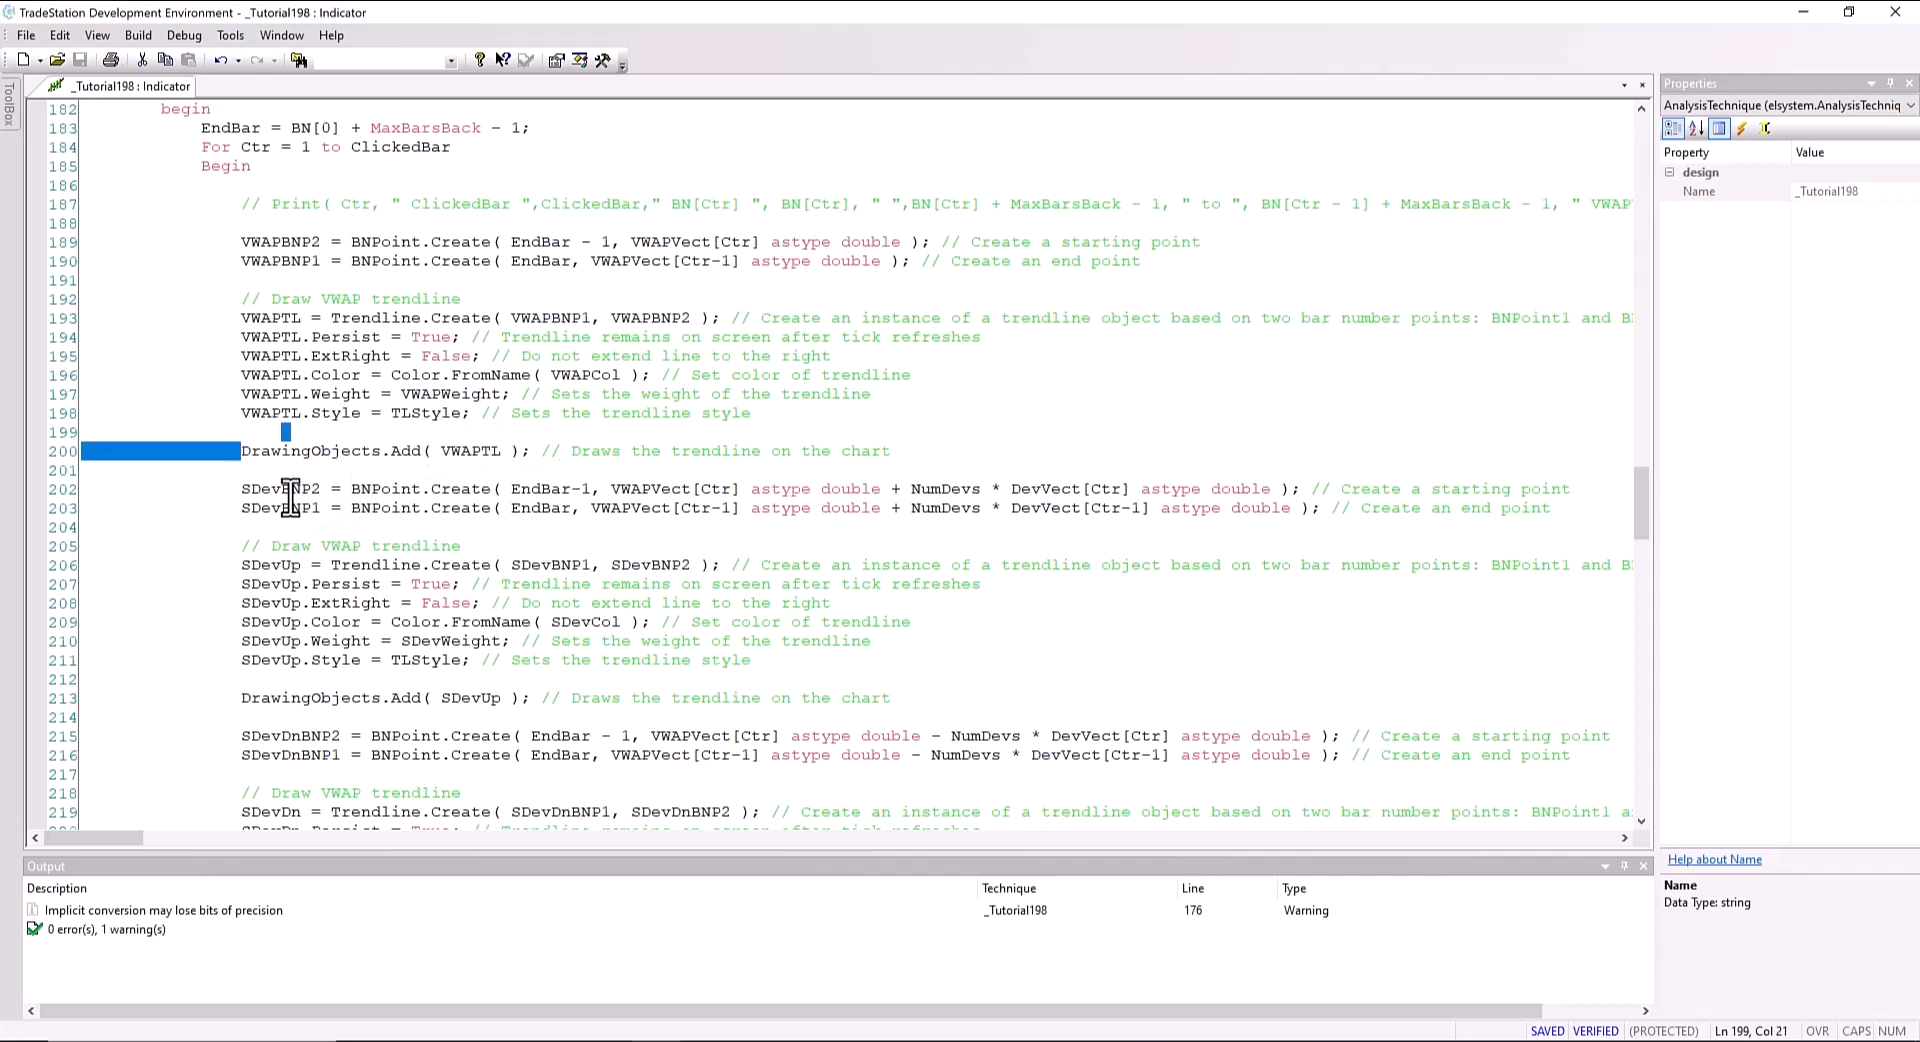 TradeStation Development Environment - _Tutorial198 : Indicator
File Edit View Build Debug Tools Window Help
ToolBox
_Tutorial198 : Indicator
182 begin
183 EndBar = BN[0] + MaxBarsBack - 1;
184 For Ctr = 1 to ClickedBar
185 Begin
186
187 // Print( Ctr, " ClickedBar ",ClickedBar," BN[Ctr] ", BN[Ctr], " ",BN[Ctr] + MaxBarsBack - 1, " to ", BN[Ctr - 1] + MaxBarsBack - 1, " VWAP
188
189 VWAPBNP2 = BNPoint.Create( EndBar - 1, VWAPVect[Ctr] astype double ); // Create a starting point
190 VWAPBNP1 = BNPoint.Create( EndBar, VWAPVect[Ctr-1] astype double ); // Create an end point
191
192 // Draw VWAP trendline
193 VWAPTL = Trendline.Create( VWAPBNP1, VWAPBNP2 ); // Create an instance of a trendline object based on two bar number points: BNPoint1 and B
194 VWAPTL.Persist = True; // Trendline remains on screen after tick refreshes
195 VWAPTL.ExtRight = False; // Do not extend line to the right
196 VWAPTL.Color = Color.FromName( VWAPCol ); // Set color of trendline
197 VWAPTL.Weight = VWAPWeight; // Sets the weight of the trendline
198 VWAPTL.Style = TLStyle; // Sets the trendline style
199
200 DrawingObjects.Add( VWAPTL ); // Draws the trendline on the chart
201
202 SDevBNP2 = BNPoint.Create( EndBar-1, VWAPVect[Ctr] astype double + NumDevs * DevVect[Ctr] astype double ); // Create a starting point
203 SDevBNP1 = BNPoint.Create( EndBar, VWAPVect[Ctr-1] astype double + NumDevs * DevVect[Ctr-1] astype double ); // Create an end point
204
205 // Draw VWAP trendline
206 SDevUp = Trendline.Create( SDevBNP1, SDevBNP2 ); // Create an instance of a trendline object based on two bar number points: BNPoint1 and B
207 SDevUp.Persist = True; // Trendline remains on screen after tick refreshes
208 SDevUp.ExtRight = False; // Do not extend line to the right
209 SDevUp.Color = Color.FromName( SDevCol ); // Set color of trendline
210 SDevUp.Weight = SDevWeight; // Sets the weight of the trendline
211 SDevUp.Style = TLStyle; // Sets the trendline style
212
213 DrawingObjects.Add( SDevUp ); // Draws the trendline on the chart
214
215 SDevDnBNP2 = BNPoint.Create( EndBar - 1, VWAPVect[Ctr] astype double - NumDevs * DevVect[Ctr] astype double ); // Create a starting point
216 SDevDnBNP1 = BNPoint.Create( EndBar, VWAPVect[Ctr-1] astype double - NumDevs * DevVect[Ctr-1] astype double ); // Create an end point
217
218 // Draw VWAP trendline
219 SDevDn = Trendline.Create( SDevDnBNP1, SDevDnBNP2 ); // Create an instance of a trendline object based on two bar number points: BNPoint1 a
Properties
AnalysisTechnique (elsystem.AnalysisTechniq
Property Value
design
Name _Tutorial198
Help about Name
Name
Data Type: string
Output
Description Technique Line Type
Implicit conversion may lose bits of precision _Tutorial198 176 Warning
0 error(s), 1 warning(s)
SAVED VERIFIED (PROTECTED) Ln 199, Col 21 OVR CAPS NUM